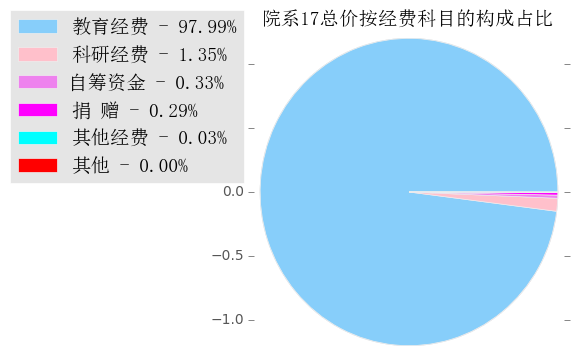 院系17总价按经费科目的构成占比
教育经费 - 97.99%
科研经费 - 1.35%
自筹资金 - 0.33%
捐 赠 - 0.29%
其他经费 - 0.03%
其他 - 0.00%
0.0
−0.5
−1.0